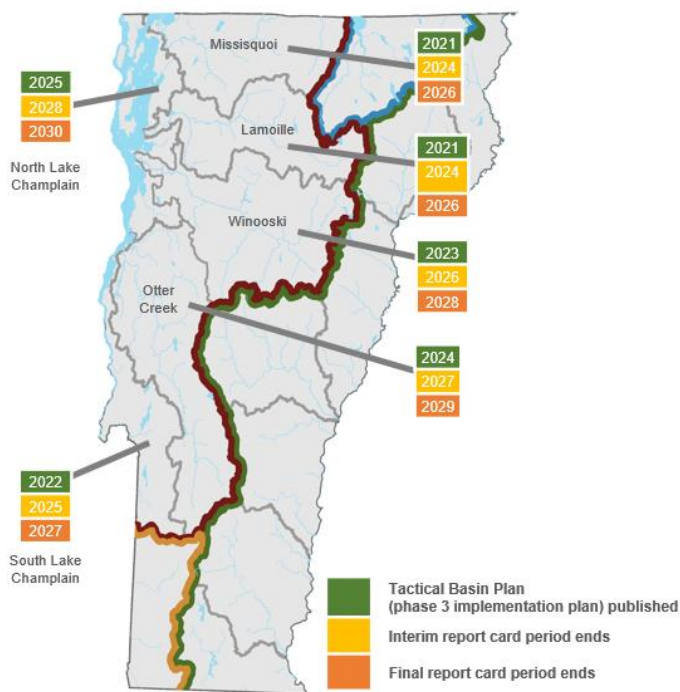 Missisquoi
2021
2024
2026
2025
2028
2030
North Lake
Champlain
Lamoille
2021
2024
2026
Winooski
2023
2026
2028
Otter
Creek
2024
2027
2029
2022
2025
2027
South Lake
Champlain
Tactical Basin Plan
(phase 3 implementation plan) published
Interim report card period ends
Final report card period ends